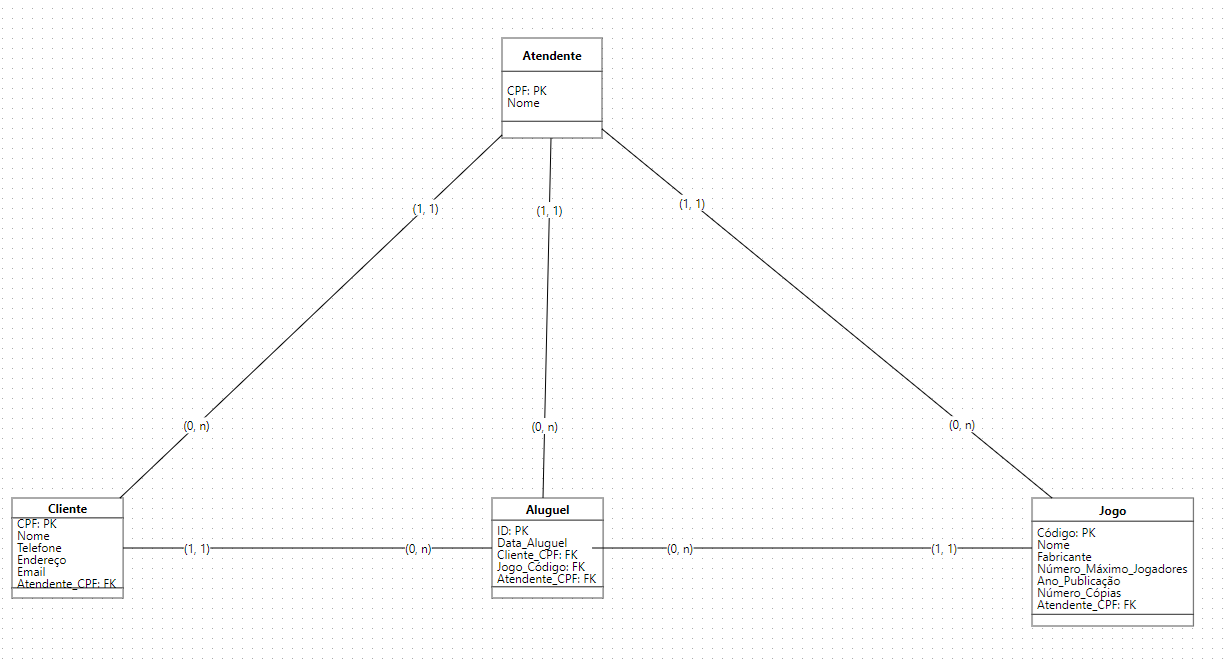 Atendente
CPF: PK
Nome
(1, 1)
(1, 1)
(1, 1)
(0, n)
(0, n)
(0, n)
Cliente
CPF: PK
Nome
Telefone
Endereço
Email
Atendente_CPF: FK
(1, 1)
(0, n)
Aluguel
ID: PK
Data_Aluguel
Cliente_CPF: FK
Jogo_Código: FK
Atendente_CPF: FK
(0, n)
(1, 1)
Jogo
Código: PK
Nome
Fabricante
Número_Máximo_Jogadores
Ano_Publicação
Número_Cópias
Atendente_CPF: FK